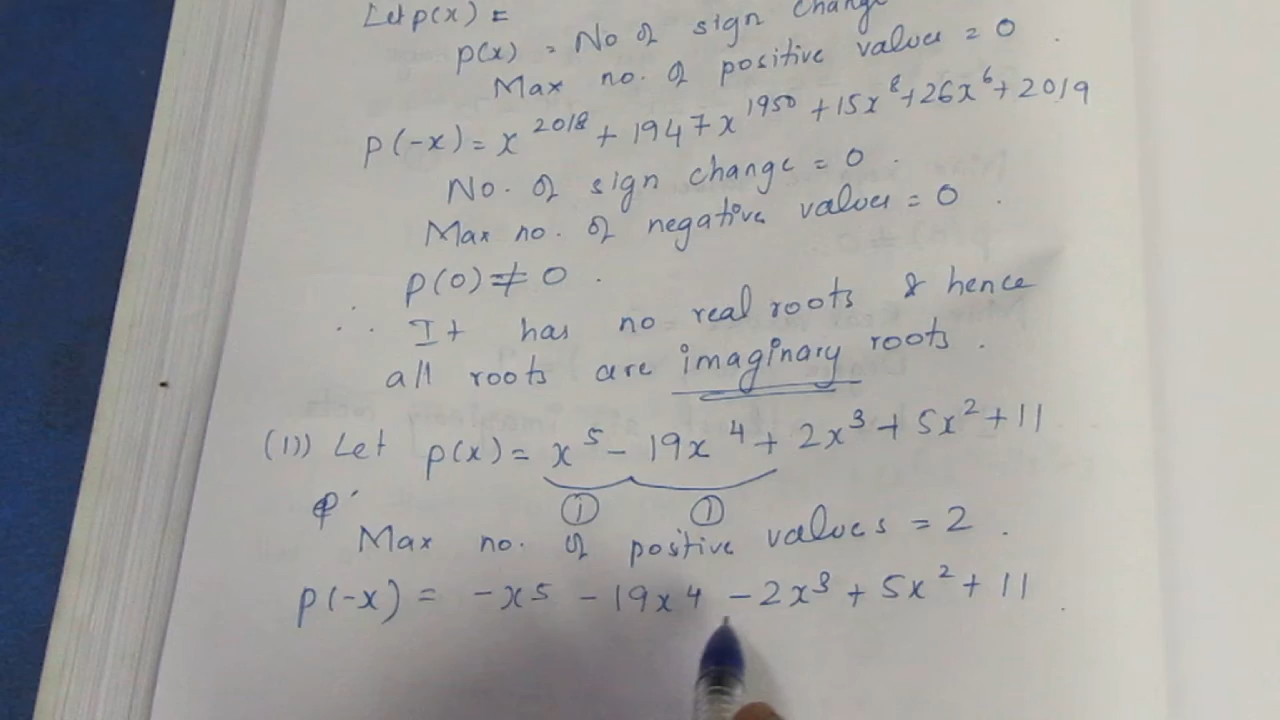 Let p(x) =
p(x) = No of sign change
Max no. of positive values = 0 .
p(-x) = x^2018 + 1947x^1950 + 15x^8 + 26x^6 + 2019
No. of sign change = 0 .
Max no. of negative values = 0 .
p(0) ≠ 0 .
∴ It has no real roots & hence
all roots are imaginary roots .
(ii) Let p(x) = x^5 - 19x^4 + 2x^3 + 5x^2 + 11
① ①
Max no. of positive values = 2 .
p(-x) = -x^5 - 19x^4 - 2x^3 + 5x^2 + 11 .